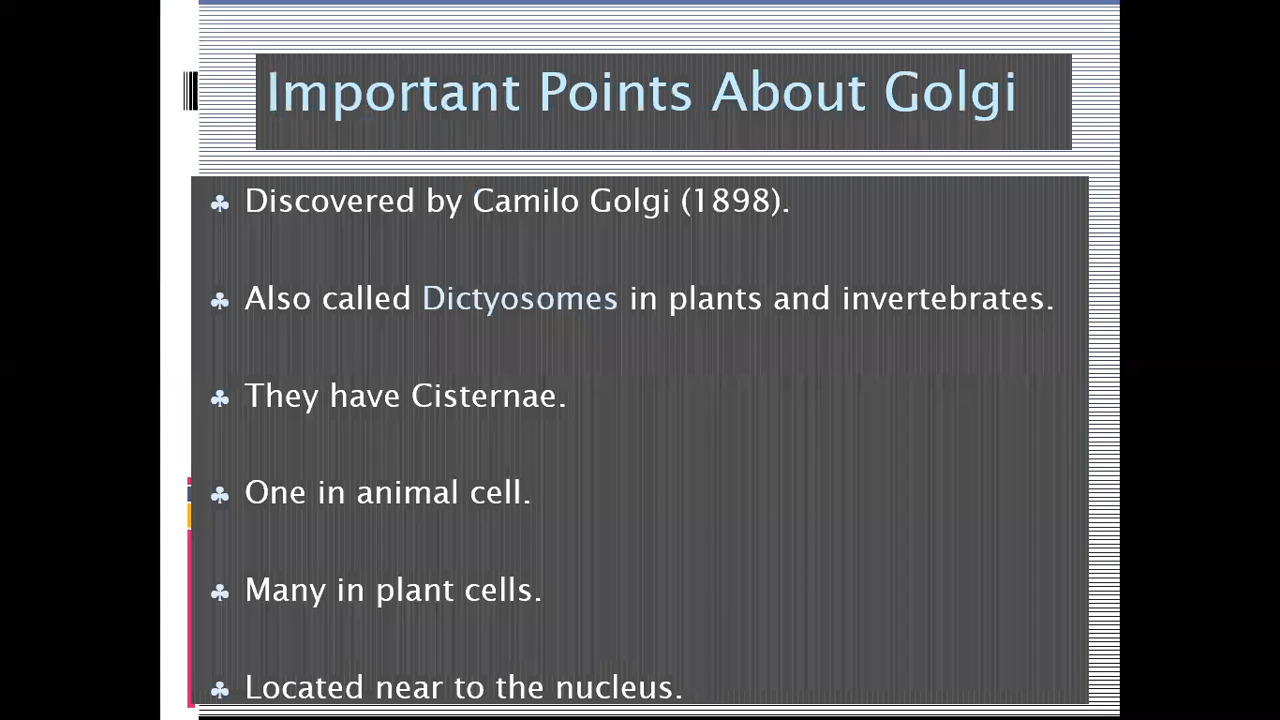 Important Points About Golgi
♣ Discovered by Camilo Golgi (1898).
♣ Also called Dictyosomes in plants and invertebrates.
♣ They have Cisternae.
♣ One in animal cell.
♣ Many in plant cells.
♣ Located near to the nucleus.